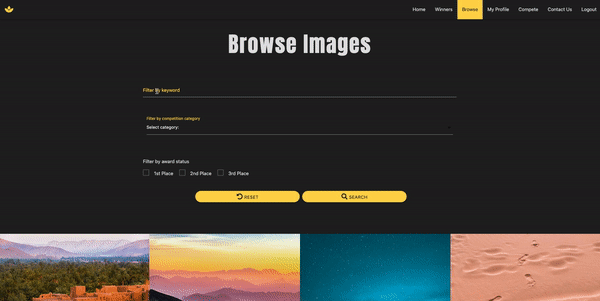 Home Winners Browse My Profile Compete Contact Us Logout
Browse Images
Filter by keyword
Filter by competition category
Select category:
Filter by award status
1st Place 2nd Place 3rd Place
RESET SEARCH